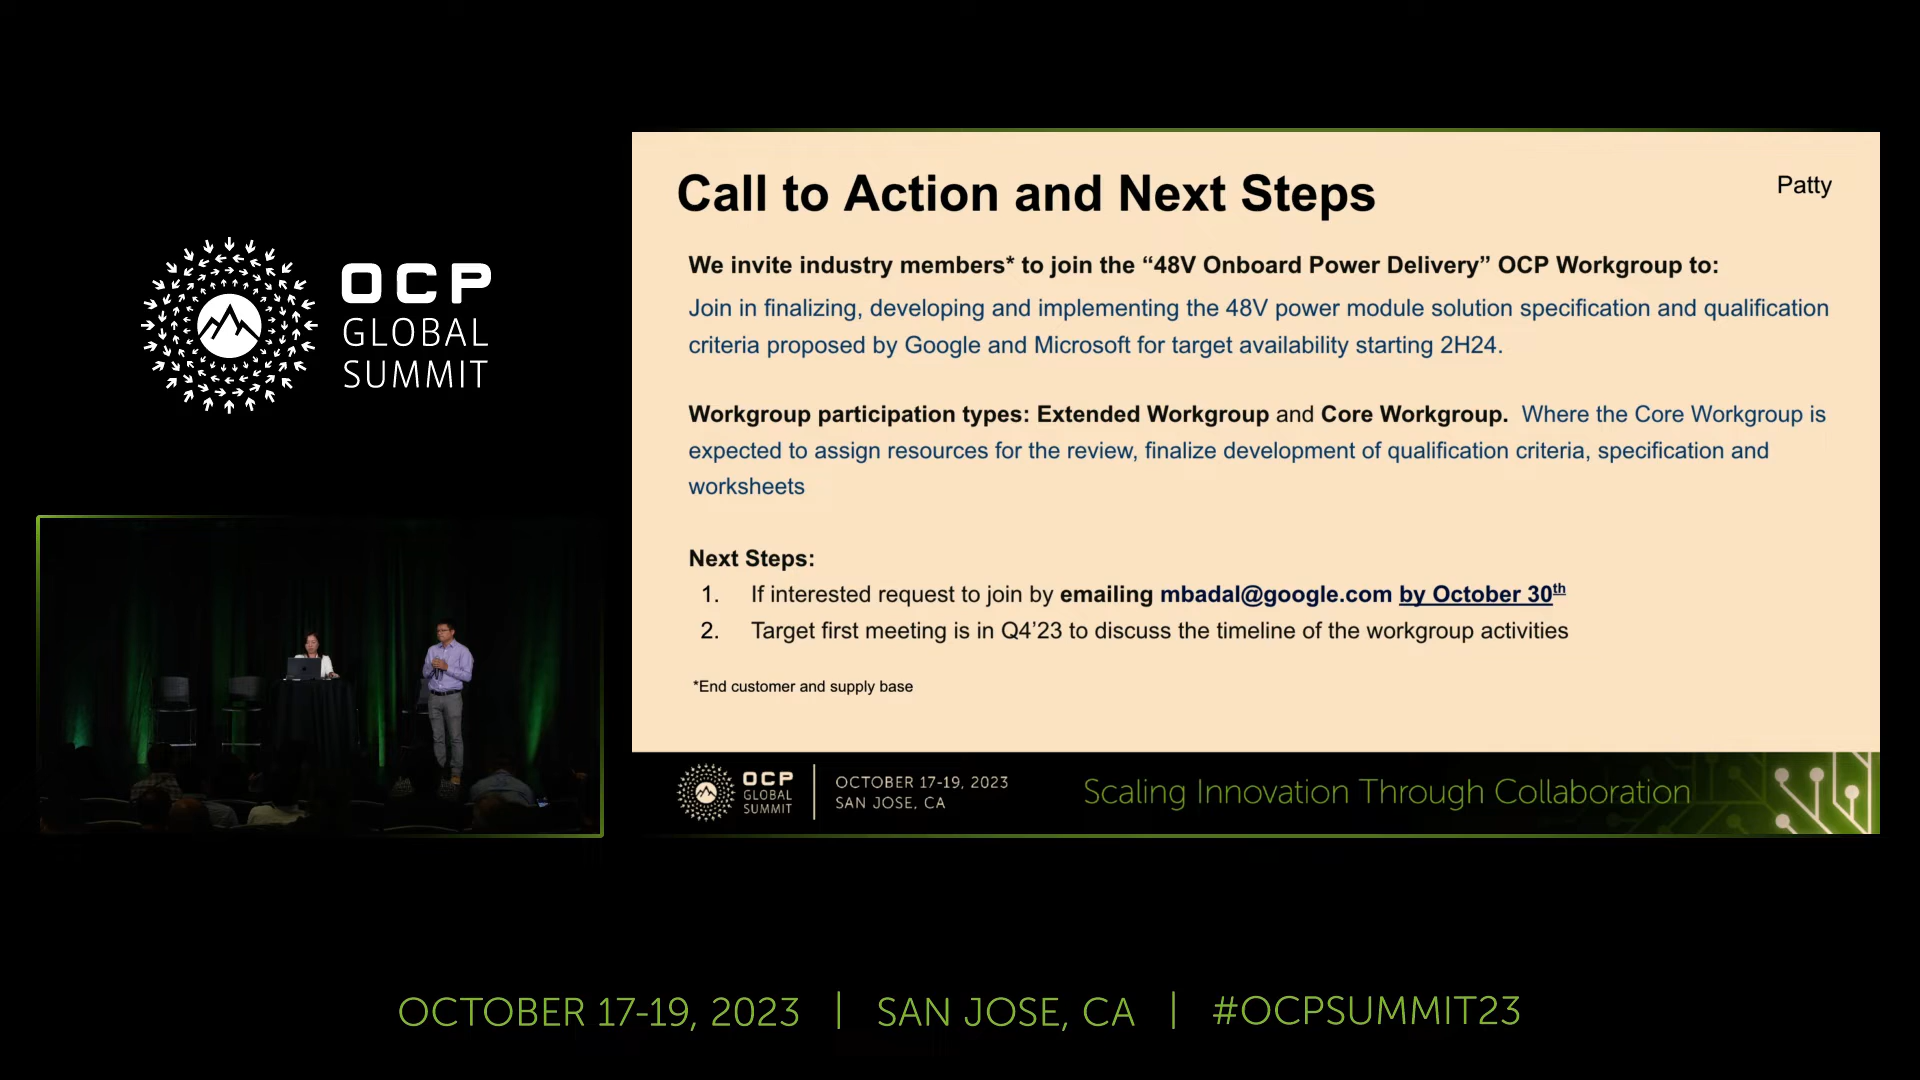 OCP
GLOBAL
SUMMIT
Call to Action and Next Steps
Patty
We invite industry members* to join the “48V Onboard Power Delivery” OCP Workgroup to:
Join in finalizing, developing and implementing the 48V power module solution specification and qualification
criteria proposed by Google and Microsoft for target availability starting 2H24.
Workgroup participation types: Extended Workgroup and Core Workgroup. Where the Core Workgroup is
expected to assign resources for the review, finalize development of qualification criteria, specification and
worksheets
Next Steps:
1. If interested request to join by emailing mbadal@google.com by October 30th
2. Target first meeting is in Q4’23 to discuss the timeline of the workgroup activities
*End customer and supply base
OCP
GLOBAL
SUMMIT
OCTOBER 17-19, 2023
SAN JOSE, CA
Scaling Innovation Through Collaboration
OCTOBER 17-19, 2023 | SAN JOSE, CA | #OCPSUMMIT23